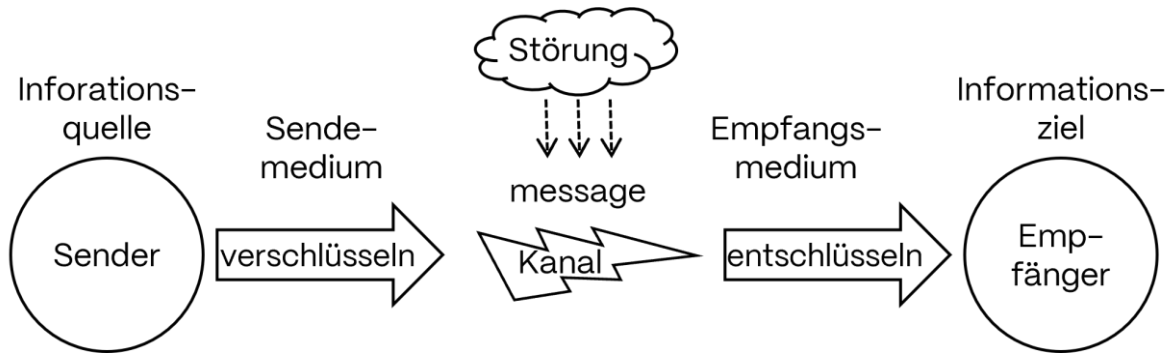 Störung
Inforations-
quelle
Sende-
medium
Empfangs-
medium
Informations-
ziel
message
Sender
verschlüsseln
Kanal
entschlüsseln
Emp-
fänger